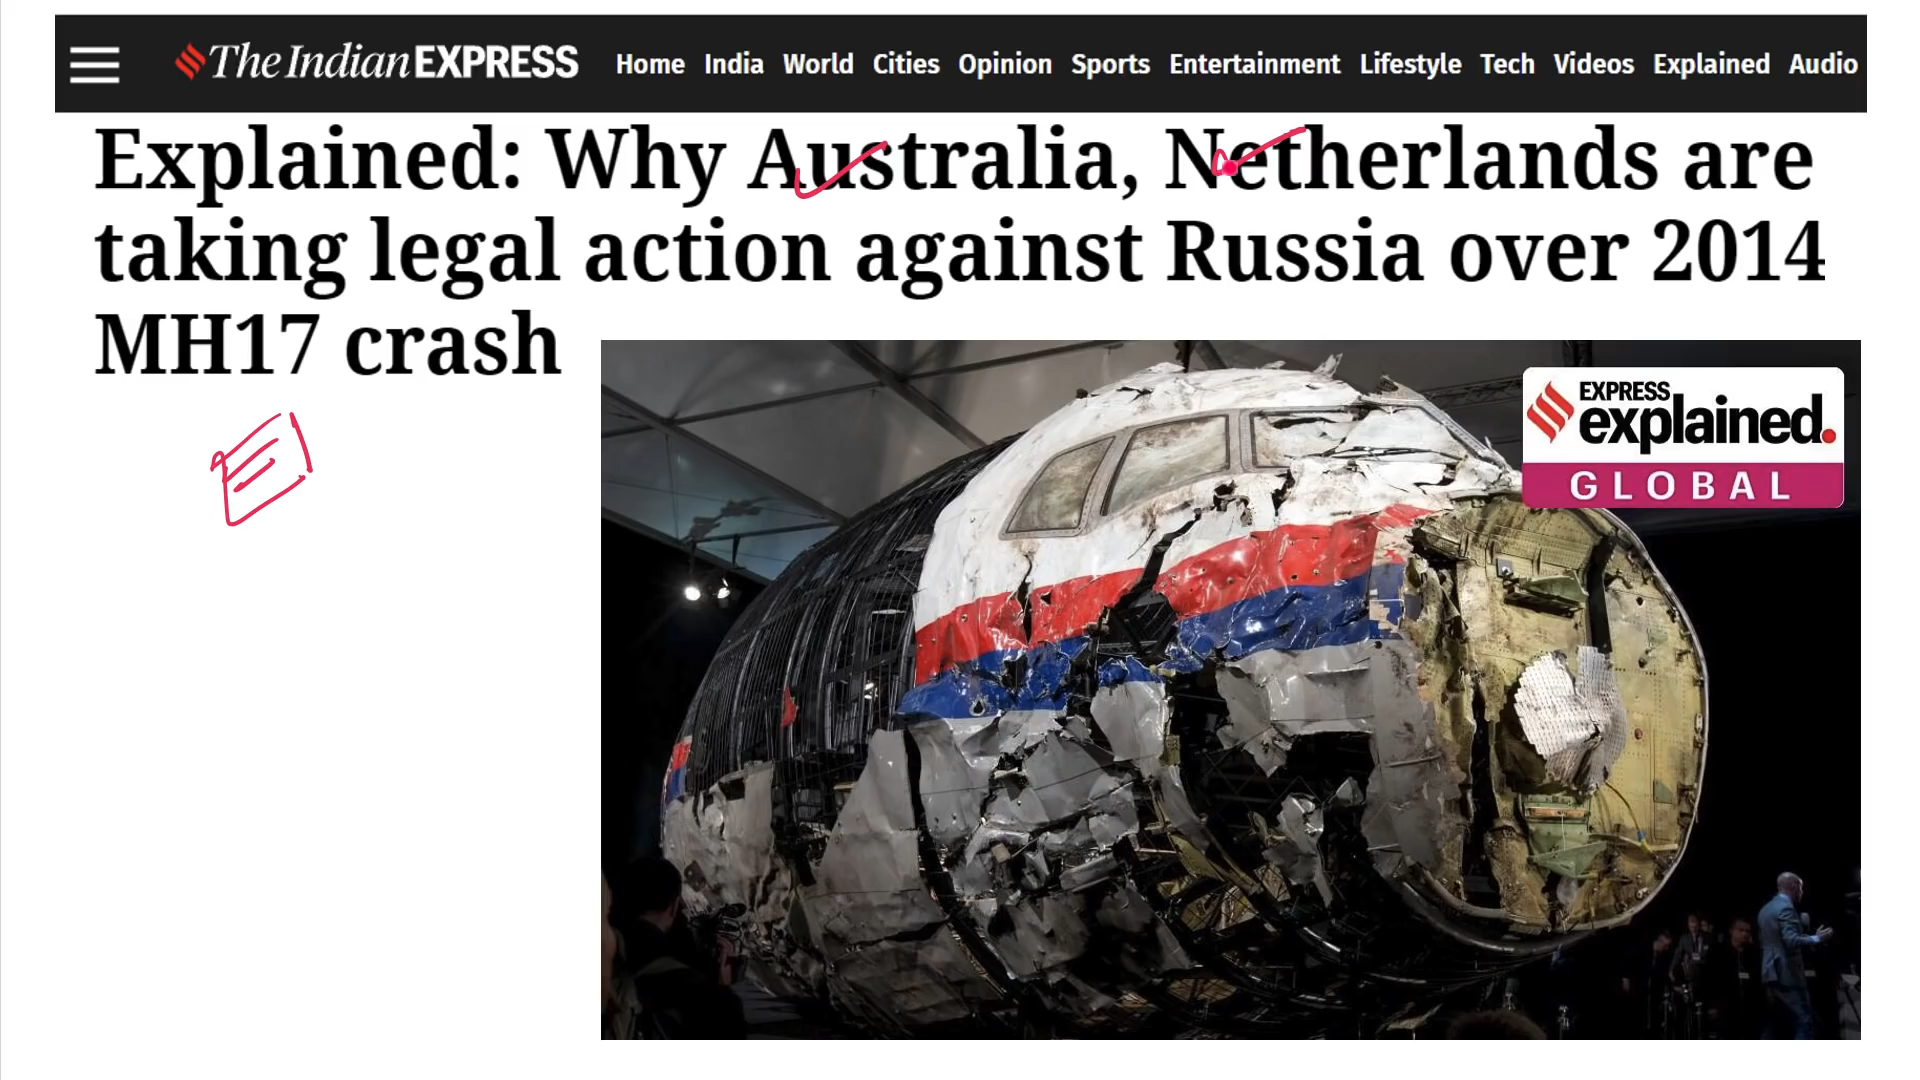 The Indian EXPRESS Home India World Cities Opinion Sports Entertainment Lifestyle Tech Videos Explained Audio
Explained: Why Australia, Netherlands are
taking legal action against Russia over 2014
MH17 crash
EXPRESS
explained.
GLOBAL